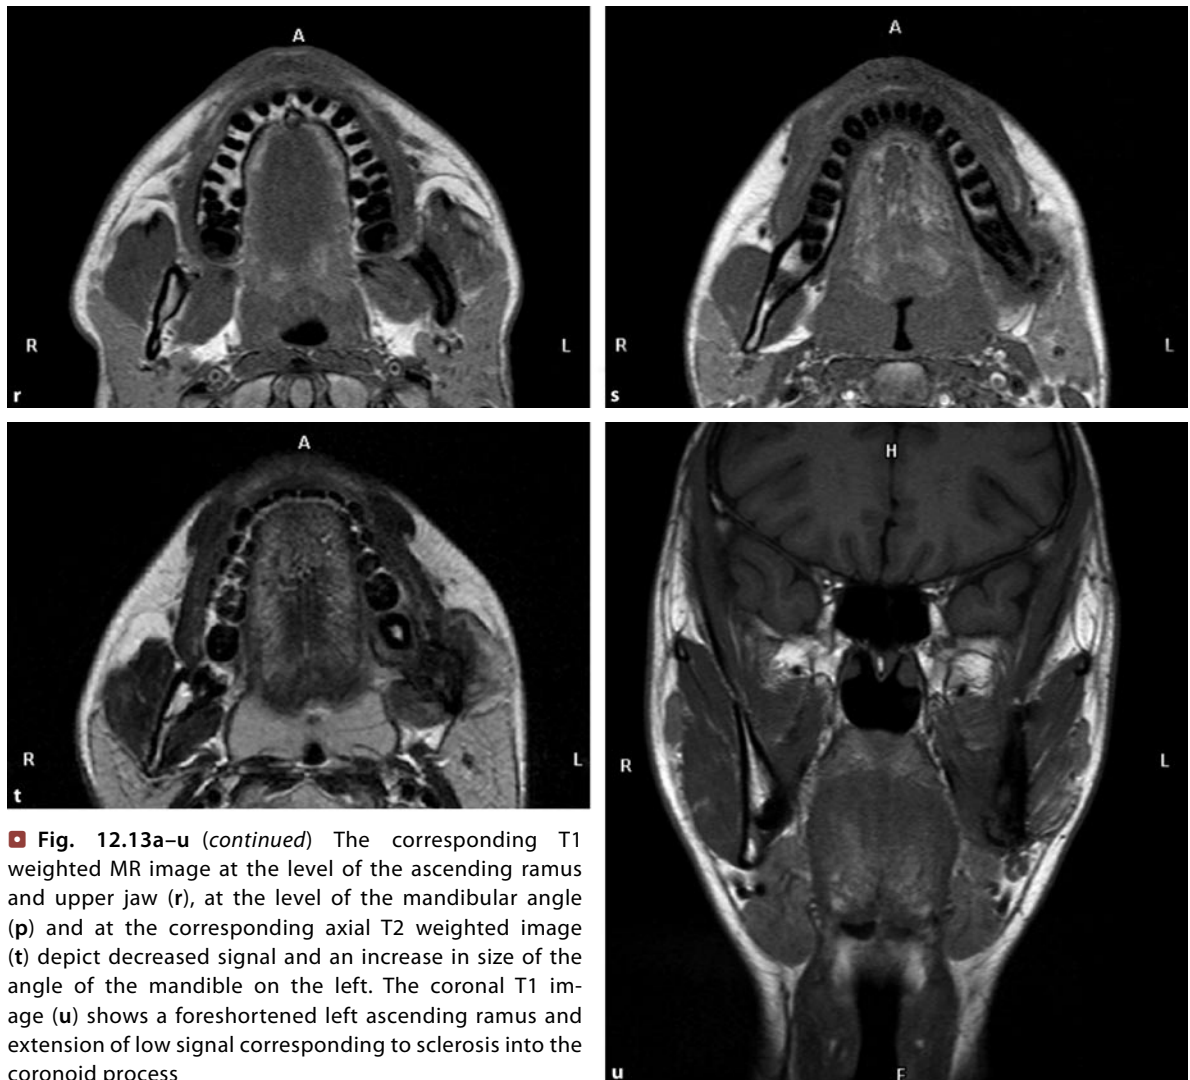 A
R
L
r
A
R
L
s
A
R
L
t
H
R
L
F
u
Fig. 12.13a–u (continued) The corresponding T1
weighted MR image at the level of the ascending ramus
and upper jaw (r), at the level of the mandibular angle
(p) and at the corresponding axial T2 weighted image
(t) depict decreased signal and an increase in size of the
angle of the mandible on the left. The coronal T1 im-
age (u) shows a foreshortened left ascending ramus and
extension of low signal corresponding to sclerosis into the
coronoid process